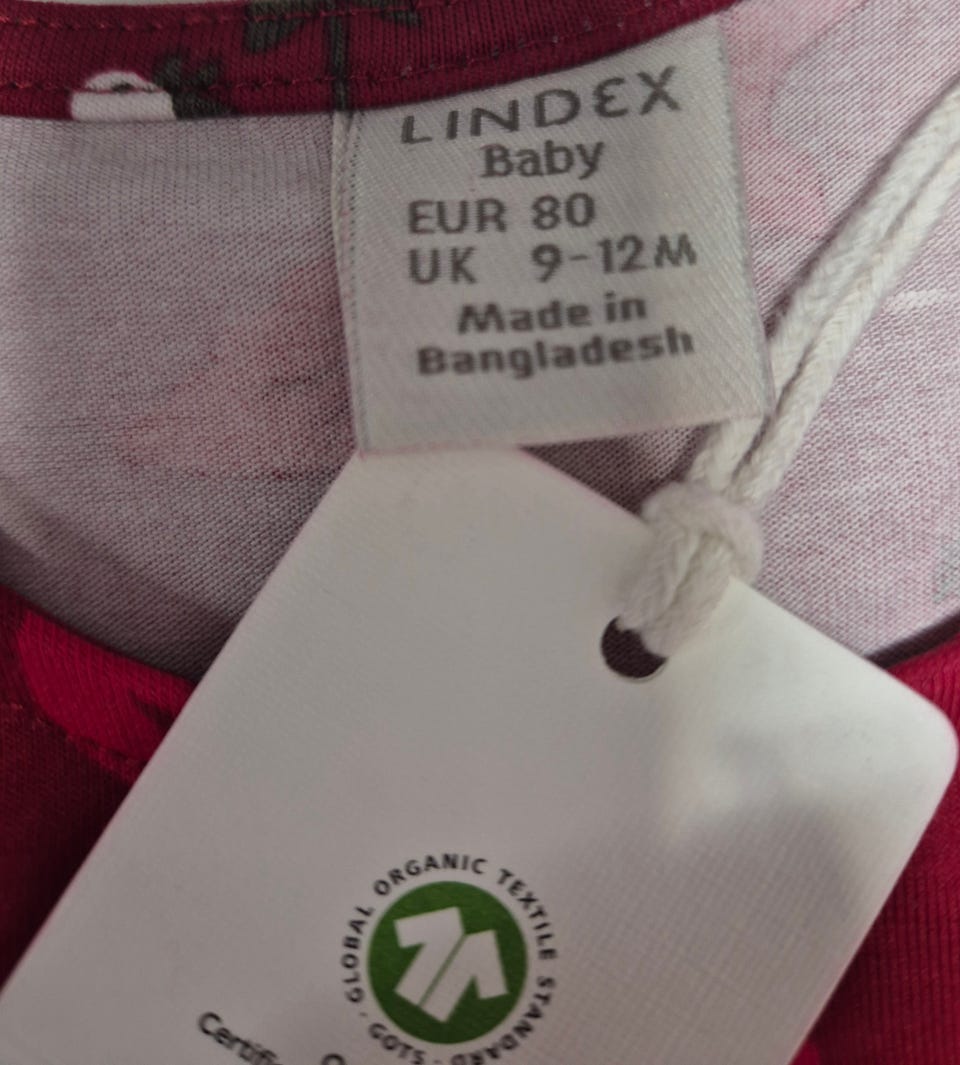 LINDEX
Baby
EUR 80
UK 9-12M
Made in
Bangladesh
GLOBAL ORGANIC TEXTILE STANDARD · GOTS ·